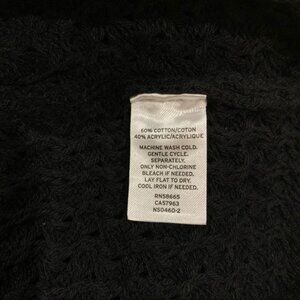 60% COTTON/COTON
40% ACRYLIC/ACRYLIQUE
MACHINE WASH COLD.
GENTLE CYCLE.
SEPARATELY.
ONLY NON-CHLORINE
BLEACH IF NEEDED.
LAY FLAT TO DRY.
COOL IRON IF NEEDED.
RN58665
CA57963
NS0460-2